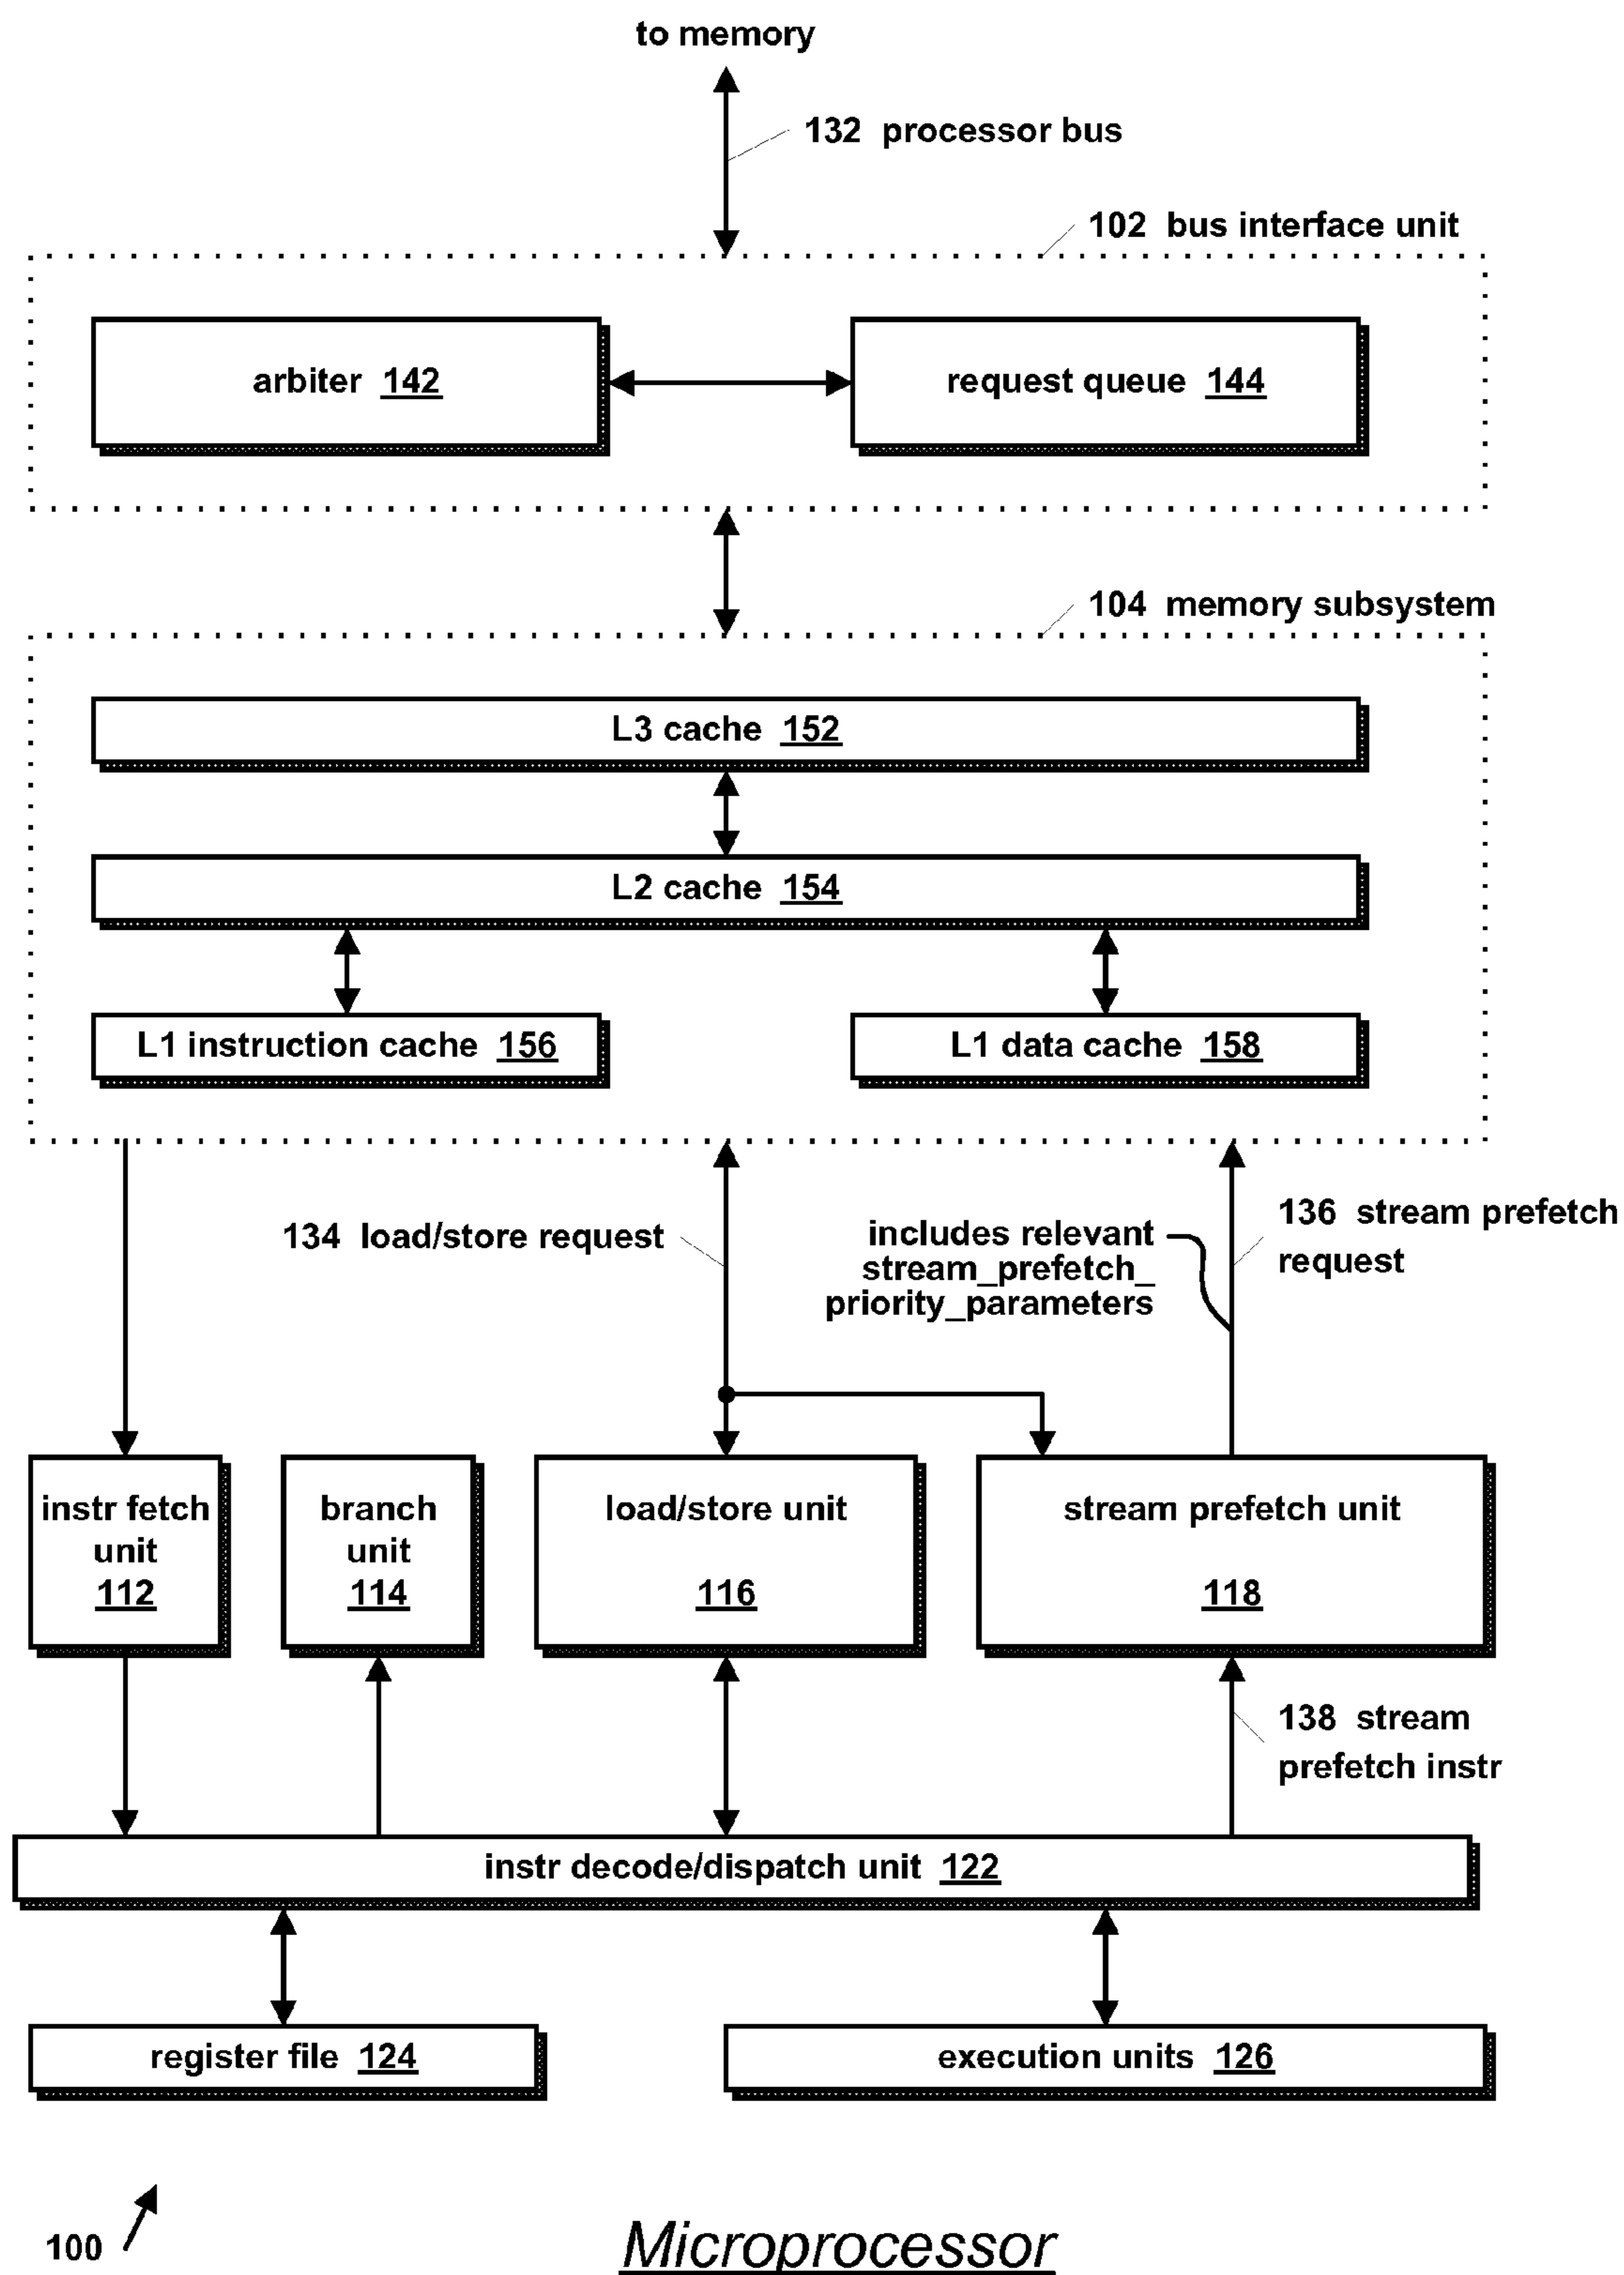 to memory
132 processor bus
102 bus interface unit
arbiter 142
request queue 144
104 memory subsystem
L3 cache 152
L2 cache 154
L1 instruction cache 156
L1 data cache 158
134 load/store request
includes relevant
stream_prefetch_
priority_parameters
136 stream prefetch
request
instr fetch
unit
112
branch
unit
114
load/store unit
116
stream prefetch unit
118
138 stream
prefetch instr
instr decode/dispatch unit 122
register file 124
execution units 126
100
Microprocessor